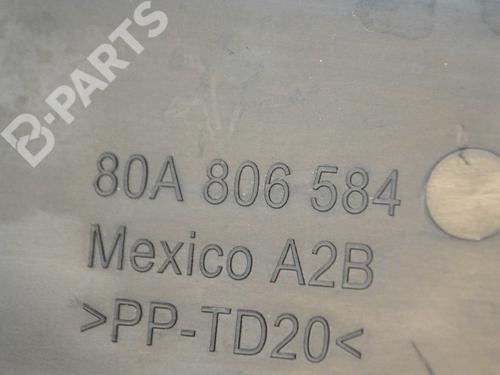 B-PARTS
80A 806 584
Mexico A2B
>PP-TD20<